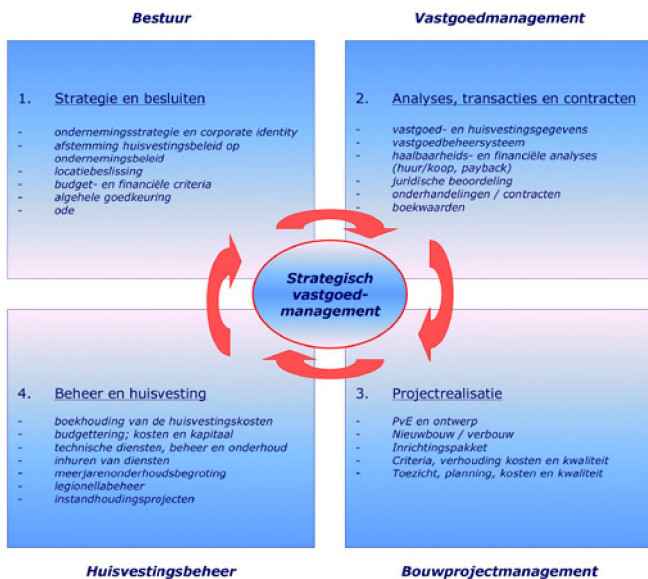 Bestuur
Vastgoedmanagement
1. Strategie en besluiten
- ondernemingsstrategie en corporate identity
- afstemming huisvestingsbeleid op
ondernemingsbeleid
- locatiebeslissing
- budget- en financiële criteria
- algehele goedkeuring
- ode
2. Analyses, transacties en contracten
- vastgoed- en huisvestingsgegevens
- vastgoedbeheersysteem
- haalbaarheids- en financiële analyses
(huur/koop, payback)
- juridische beoordeling
- onderhandelingen / contracten
- boekwaarden
Strategisch
vastgoed-
management
4. Beheer en huisvesting
- boekhouding van de huisvestingskosten
- budgettering; kosten en kapitaal
- technische diensten, beheer en onderhoud
- inhuren van diensten
- meerjarenonderhoudsbegroting
- legionellabeheer
- instandhoudingsprojecten
3. Projectrealisatie
- PvE en ontwerp
- Nieuwbouw / verbouw
- Inrichtingspakket
- Criteria, verhouding kosten en kwaliteit
- Toezicht, planning, kosten en kwaliteit
Huisvestingsbeheer
Bouwprojectmanagement